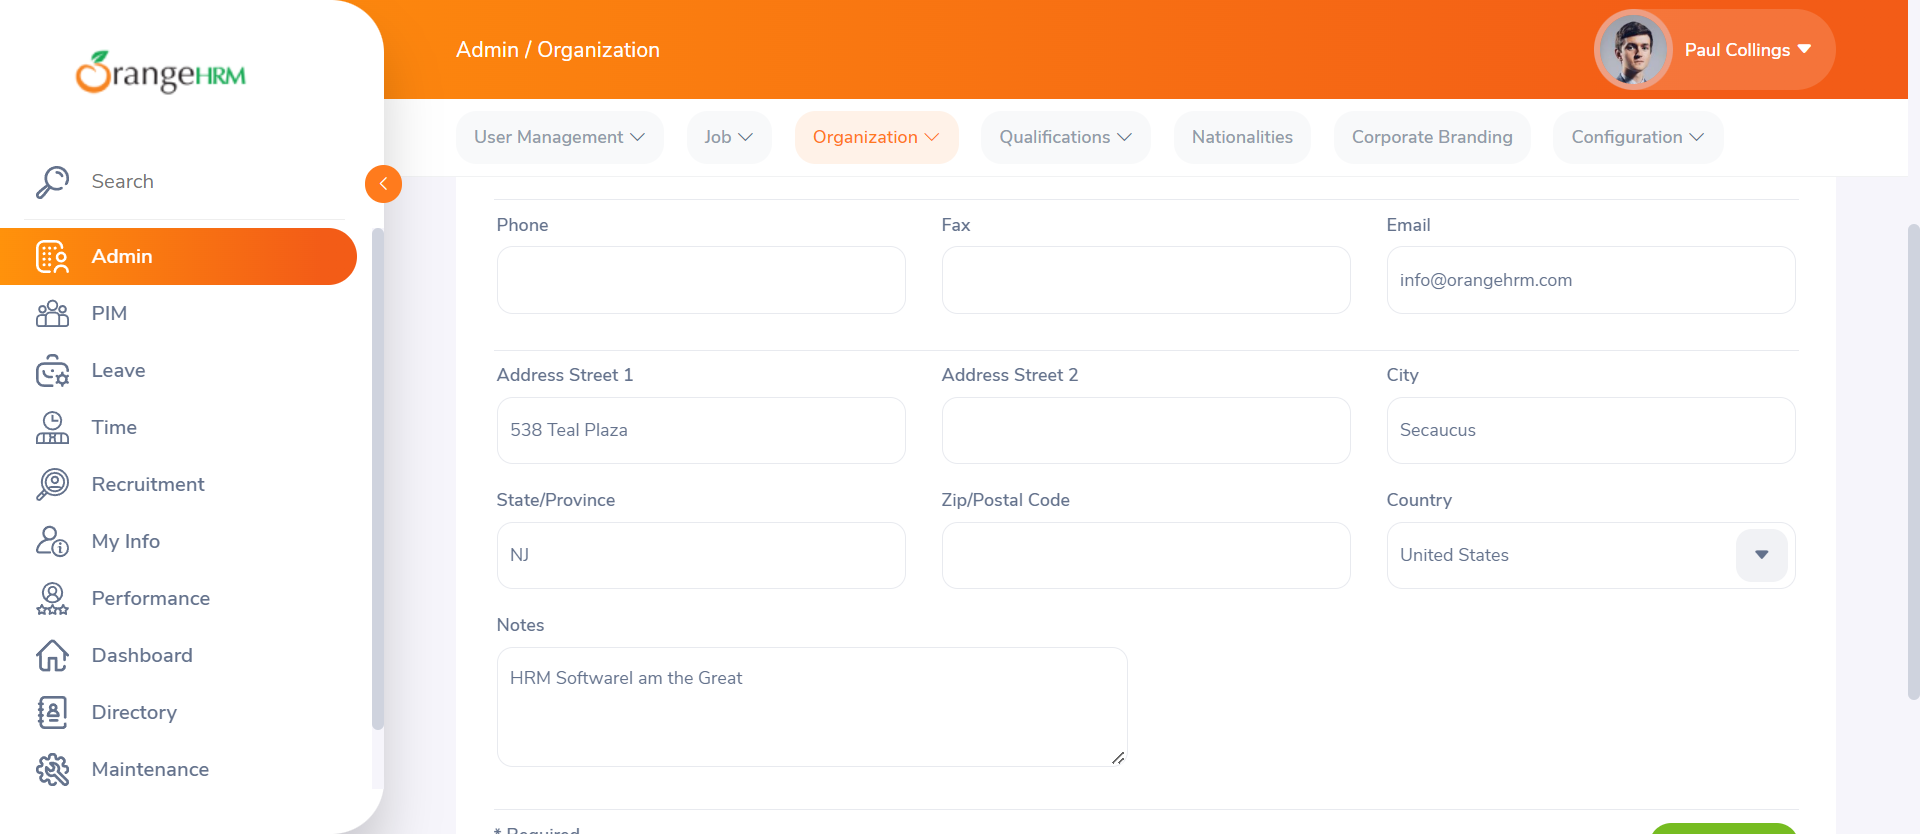 OrangeHRM
Admin / Organization
Paul Collings
User Management
Job
Organization
Qualifications
Nationalities
Corporate Branding
Configuration
Search
Admin
PIM
Leave
Time
Recruitment
My Info
Performance
Dashboard
Directory
Maintenance
Phone
Fax
Email
info@orangehrm.com
Address Street 1
Address Street 2
City
538 Teal Plaza
Secaucus
State/Province
Zip/Postal Code
Country
NJ
United States
Notes
HRM SoftwareI am the Great
* Required